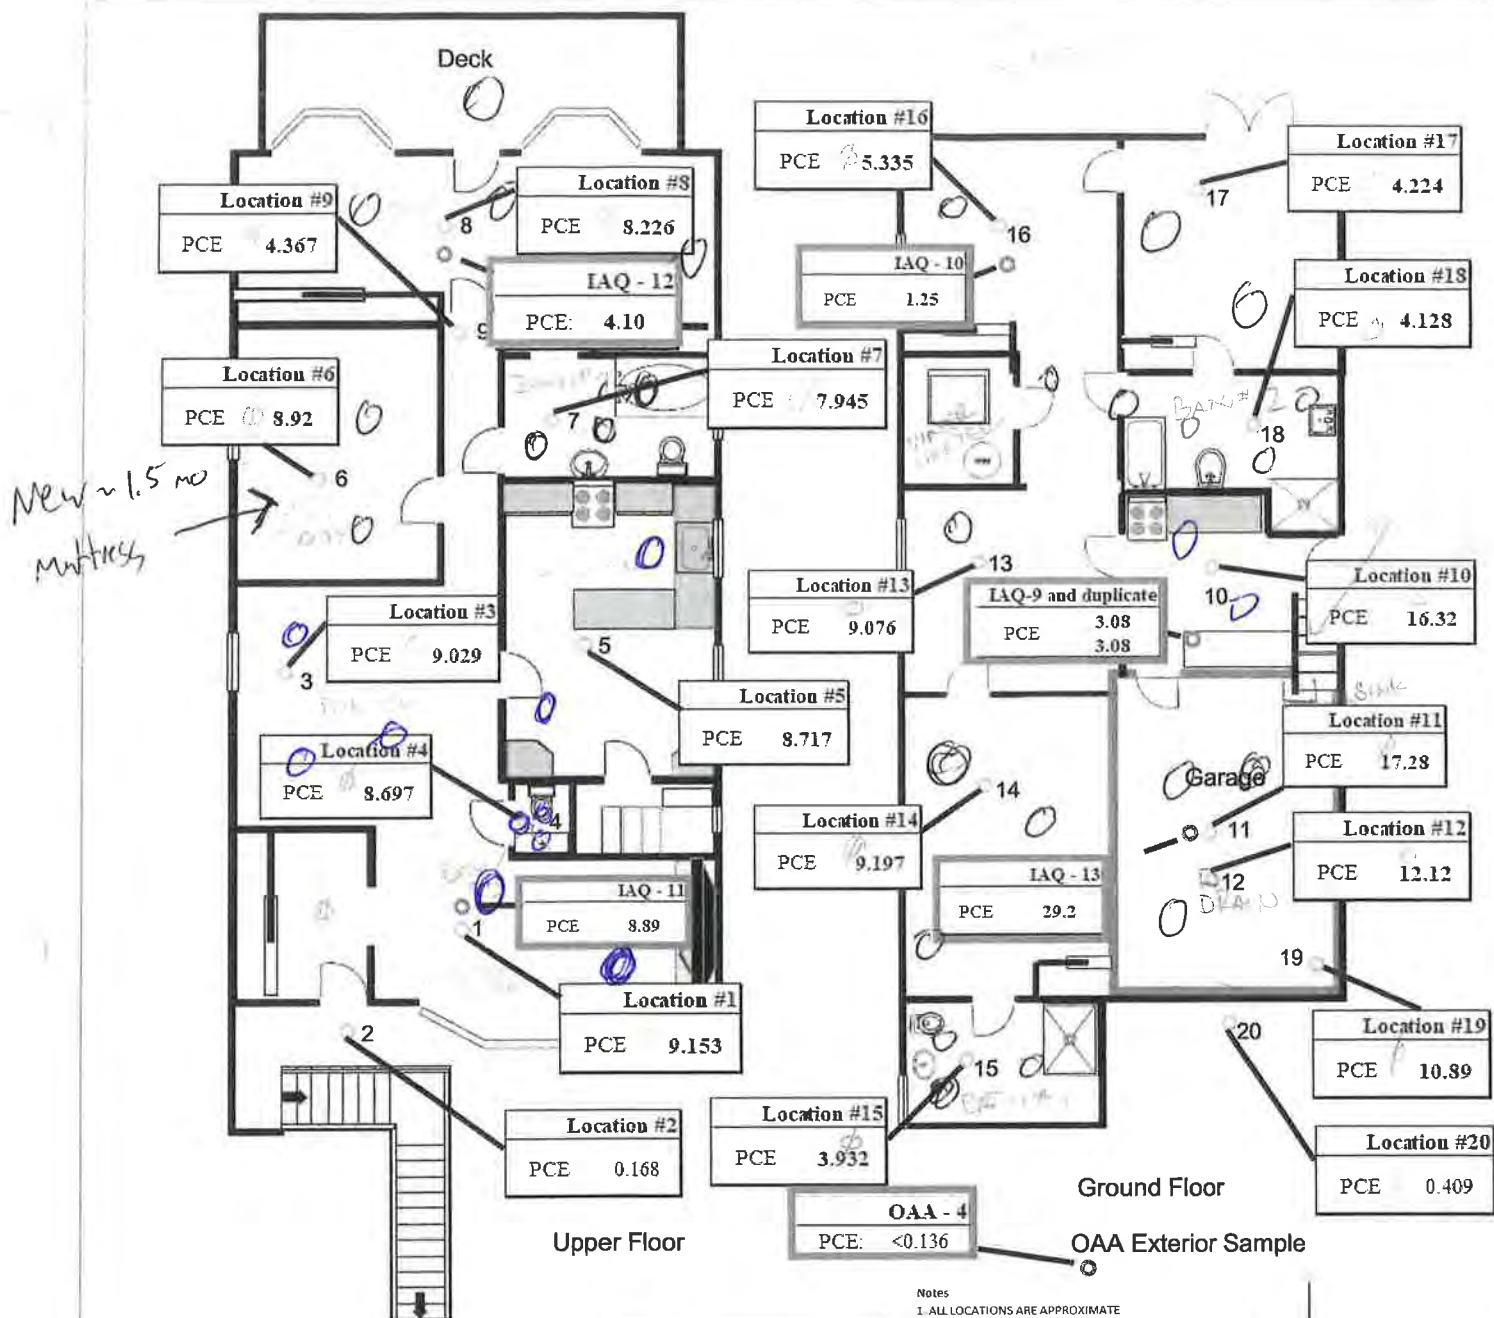 Deck
Location #16
PCE 5.335
Location #17
PCE 4.224
17
Location #8
PCE 8.226
8
Location #9
PCE 4.367
9
16
IAQ - 10
PCE 1.25
IAQ - 12
PCE: 4.10
Location #18
PCE 4.128
18
BATH # 2
Location #7
PCE 7.945
7
Location #6
PCE 8.92
6
New ~ 1.5 mo
mattress
13
Location #13
PCE 9.076
IAQ-9 and duplicate
PCE 3.08
3.08
10
Location #10
PCE 16.32
Location #3
PCE 9.029
3
5
Location #5
PCE 8.717
Sink
Location #11
PCE 17.28
Garage
11
Location #4
PCE 8.697
4
14
Location #14
PCE 9.197
Location #12
PCE 12.12
12
DRAIN
IAQ - 11
PCE 8.89
1
IAQ - 13
PCE 29.2
19
Location #1
PCE 9.153
2
15
20
Location #19
PCE 10.89
Location #2
PCE 0.168
Location #15
PCE 3.932
Location #20
PCE 0.409
Ground Floor
OAA - 4
PCE: <0.136
Upper Floor
OAA Exterior Sample
Notes
1 ALL LOCATIONS ARE APPROXIMATE